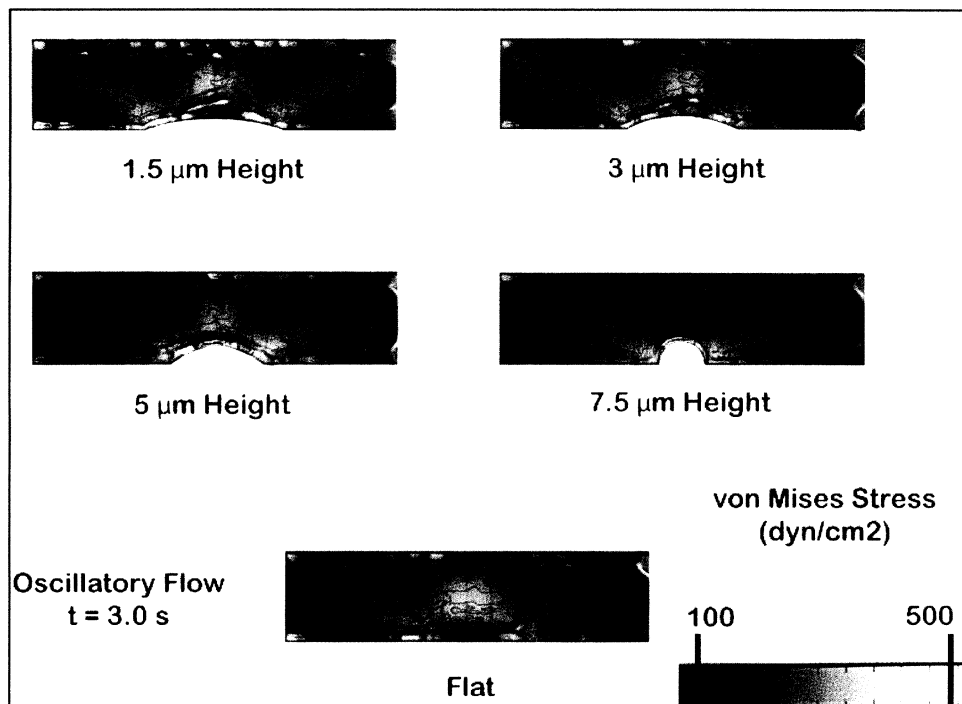 1.5 μm Height
3 μm Height
5 μm Height
7.5 μm Height
von Mises Stress
(dyn/cm2)
Oscillatory Flow
t = 3.0 s
100
500
Flat